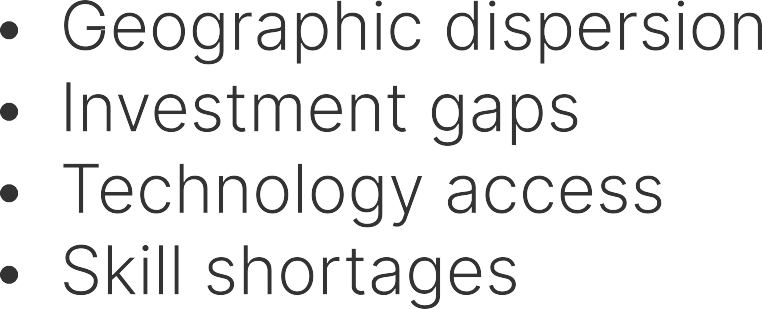 • Geographic dispersion
• Investment gaps
• Technology access
• Skill shortages